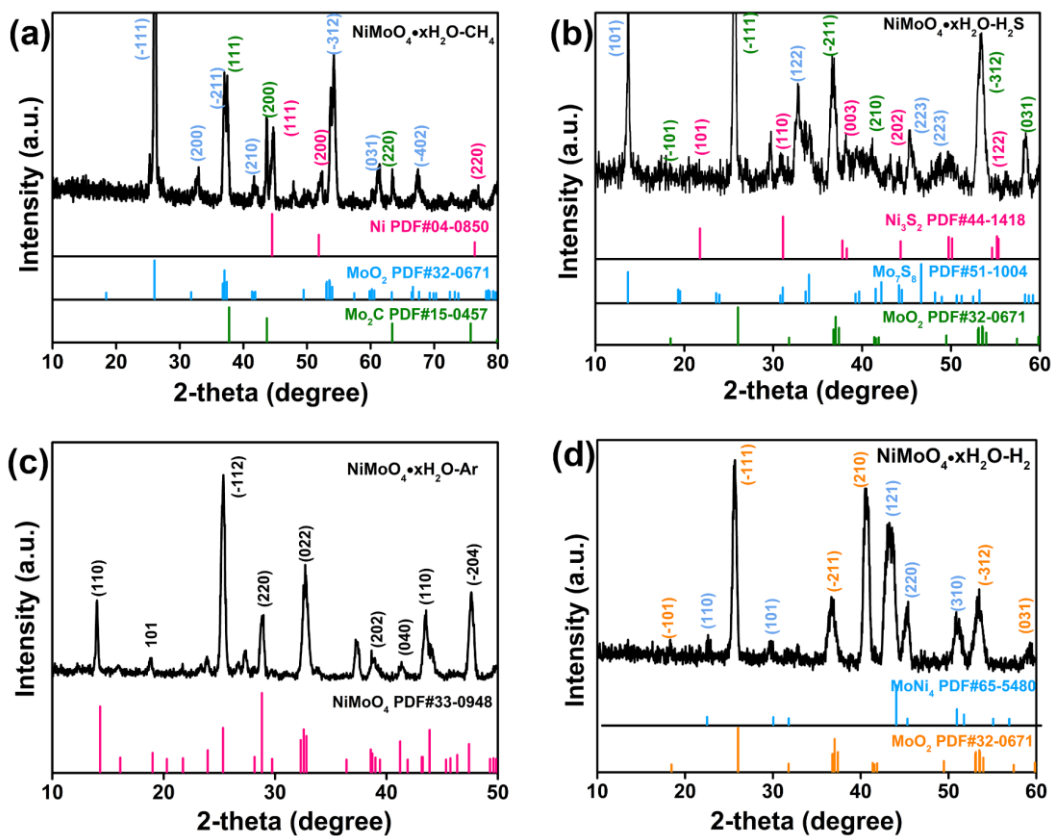 (a)
NiMoO₄•xH₂O-CH₄
(-111)
(200)
(-211)
(111)
(210)
(200)
(111)
(200)
(-312)
(031)
(220)
(-402)
(220)
Ni PDF#04-0850
MoO₂ PDF#32-0671
Mo₂C PDF#15-0457
Intensity (a.u.)
10 20 30 40 50 60 70 80
2-theta (degree)
(b)
NiMoO₄•xH₂O-H₂S
(101)
(-101)
(101)
(-111)
(110)
(122)
(-211)
(003)
(210)
(202)
(223)
(223)
(-312)
(122)
(031)
Ni₃S₂ PDF#44-1418
Mo₇S₈ PDF#51-1004
MoO₂ PDF#32-0671
Intensity (a.u.)
10 20 30 40 50 60
2-theta (degree)
(c)
NiMoO₄•xH₂O-Ar
(110)
101
(-112)
(220)
(022)
(202)
(040)
(110)
(-204)
NiMoO₄ PDF#33-0948
Intensity (a.u.)
10 20 30 40 50
2-theta (degree)
(d)
NiMoO₄•xH₂O-H₂
(-101)
(110)
(-111)
(101)
(-211)
(210)
(121)
(220)
(310)
(-312)
(031)
MoNi₄ PDF#65-5480
MoO₂ PDF#32-0671
Intensity (a.u.)
10 20 30 40 50 60
2-theta (degree)